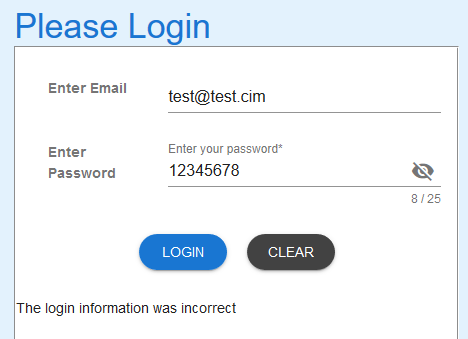 Please Login
Enter Email
test@test.cim
Enter your password*
Enter
Password
12345678
8 / 25
LOGIN CLEAR
The login information was incorrect